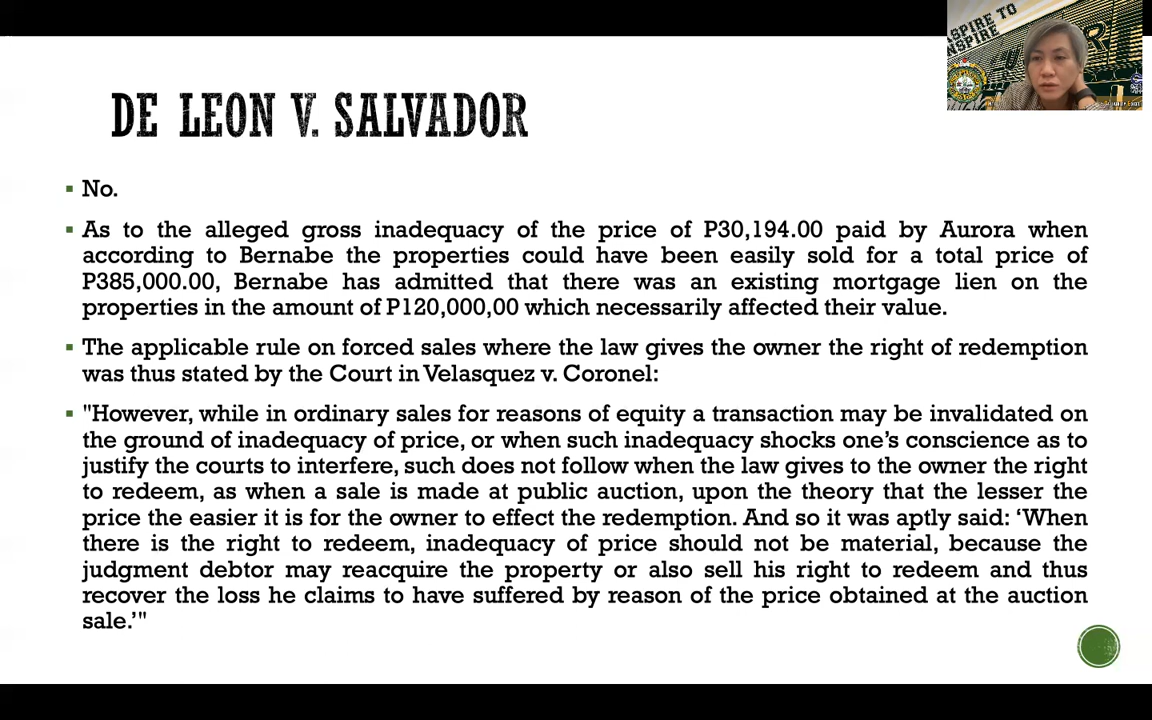 ASPIRE TO
INSPIRE
DE LEON V. SALVADOR
▪ No.
▪ As to the alleged gross inadequacy of the price of P30,194.00 paid by Aurora when
according to Bernabe the properties could have been easily sold for a total price of
P385,000.00, Bernabe has admitted that there was an existing mortgage lien on the
properties in the amount of P120,000,00 which necessarily affected their value.
▪ The applicable rule on forced sales where the law gives the owner the right of redemption
was thus stated by the Court in Velasquez v. Coronel:
▪ "However, while in ordinary sales for reasons of equity a transaction may be invalidated on
the ground of inadequacy of price, or when such inadequacy shocks one’s conscience as to
justify the courts to interfere, such does not follow when the law gives to the owner the right
to redeem, as when a sale is made at public auction, upon the theory that the lesser the
price the easier it is for the owner to effect the redemption. And so it was aptly said: ‘When
there is the right to redeem, inadequacy of price should not be material, because the
judgment debtor may reacquire the property or also sell his right to redeem and thus
recover the loss he claims to have suffered by reason of the price obtained at the auction
sale.’"